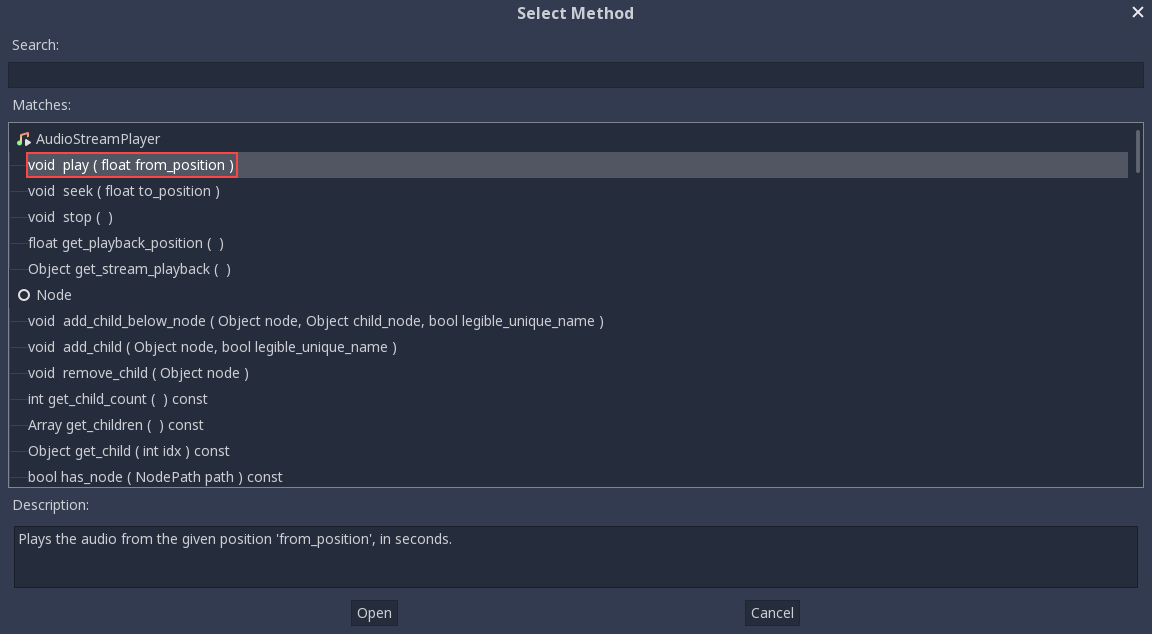 Select Method
Search:
Matches:
AudioStreamPlayer
void  play ( float from_position )
void  seek ( float to_position )
void  stop (  )
float get_playback_position (  )
Object get_stream_playback (  )
Node
void  add_child_below_node ( Object node, Object child_node, bool legible_unique_name )
void  add_child ( Object node, bool legible_unique_name )
void  remove_child ( Object node )
int get_child_count (  ) const
Array get_children (  ) const
Object get_child ( int idx ) const
bool has_node ( NodePath path ) const
Description:
Plays the audio from the given position 'from_position', in seconds.
Open Cancel